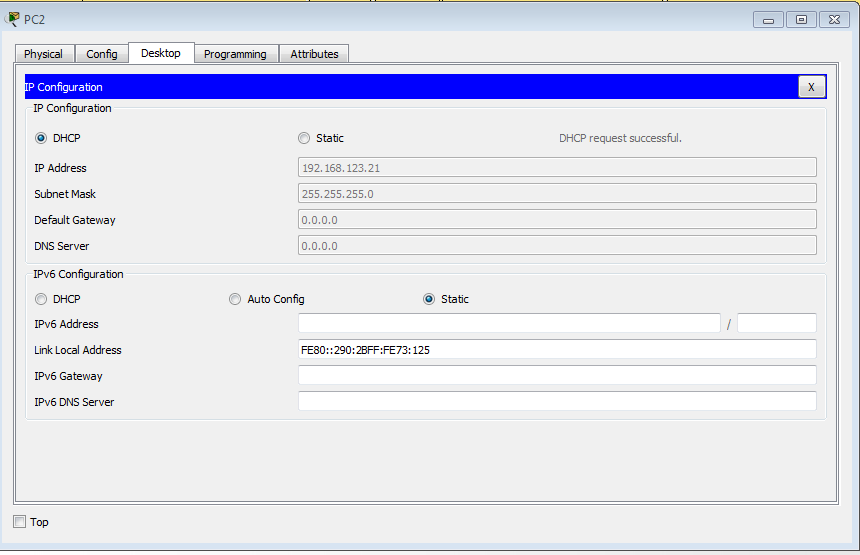 PC2
Physical Config Desktop Programming Attributes
IP Configuration X
IP Configuration
DHCP Static DHCP request successful.
IP Address 192.168.123.21
Subnet Mask 255.255.255.0
Default Gateway 0.0.0.0
DNS Server 0.0.0.0
IPv6 Configuration
DHCP Auto Config Static
IPv6 Address /
Link Local Address FE80::290:2BFF:FE73:125
IPv6 Gateway
IPv6 DNS Server
Top